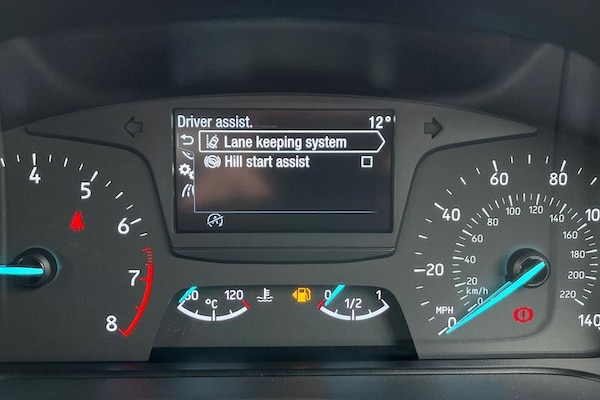 Driver assist. 12°
Lane keeping system
Hill start assist
4 5 6 7 8
°C 120
0 1/2 1
MPH 0 20 40 60 80 140
km/h 0 20 40 60 80 100 120 140 160 180 200 220